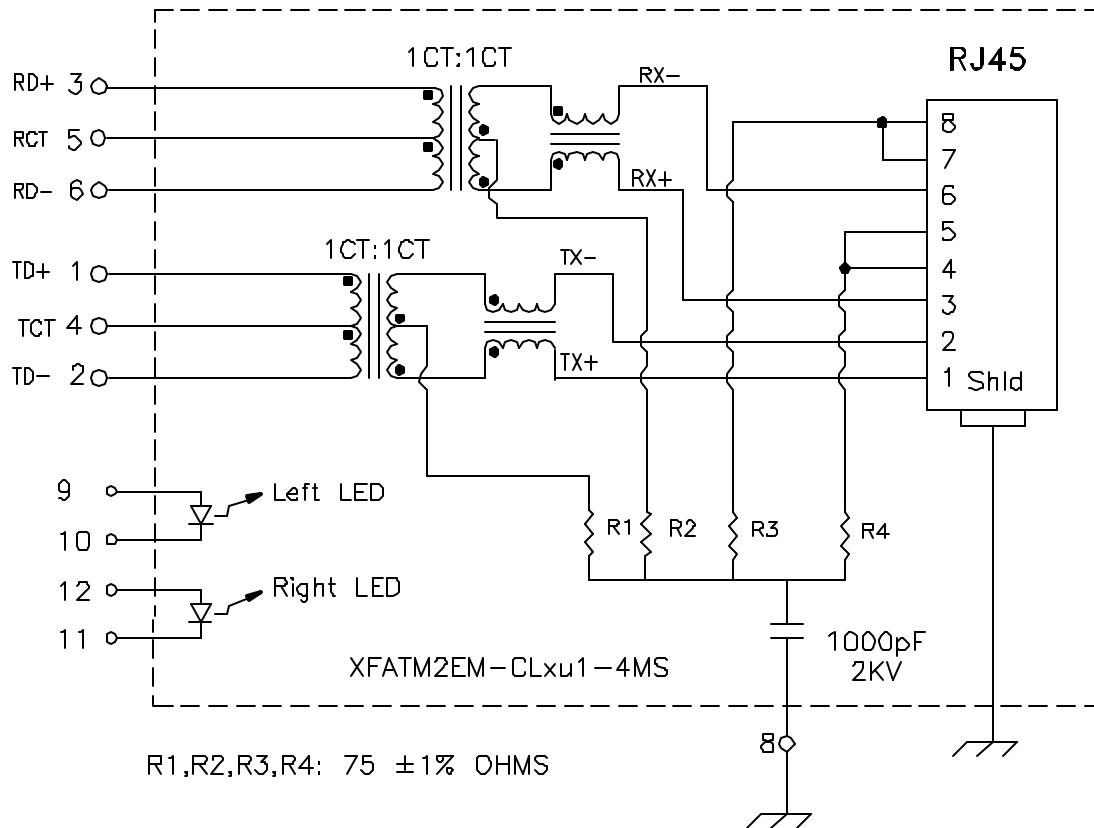 1CT:1CT
RJ45
RD+ 3
RX-
8
RCT 5
7
RD- 6
RX+
6
5
1CT:1CT
TD+ 1
TX-
4
3
TCT 4
2
TD- 2
TX+
1 Shld
9
Left LED
10
R1 R2 R3 R4
12
Right LED
11
1000pF
2KV
XFATM2EM-CLxu1-4MS
8
R1,R2,R3,R4: 75 ±1% OHMS